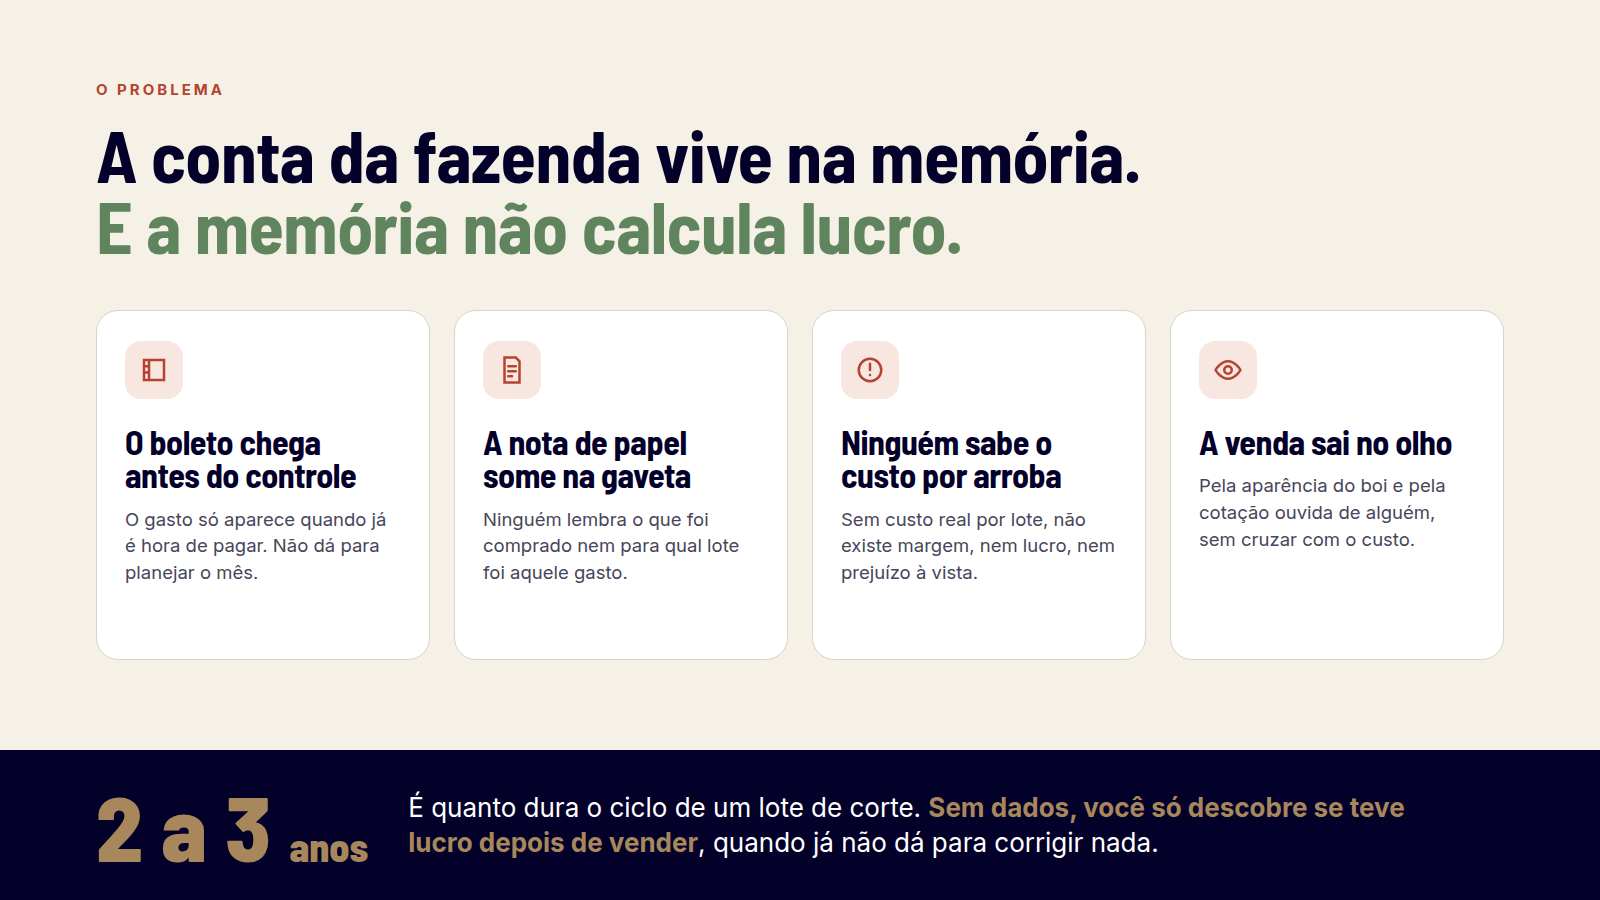 O PROBLEMA
A conta da fazenda vive na memória.
E a memória não calcula lucro.
O boleto chega
antes do controle
O gasto só aparece quando já
é hora de pagar. Não dá para
planejar o mês.
A nota de papel
some na gaveta
Ninguém lembra o que foi
comprado nem para qual lote
foi aquele gasto.
Ninguém sabe o
custo por arroba
Sem custo real por lote, não
existe margem, nem lucro, nem
prejuízo à vista.
A venda sai no olho
Pela aparência do boi e pela
cotação ouvida de alguém,
sem cruzar com o custo.
2 a 3 anos
É quanto dura o ciclo de um lote de corte. Sem dados, você só descobre se teve
lucro depois de vender, quando já não dá para corrigir nada.